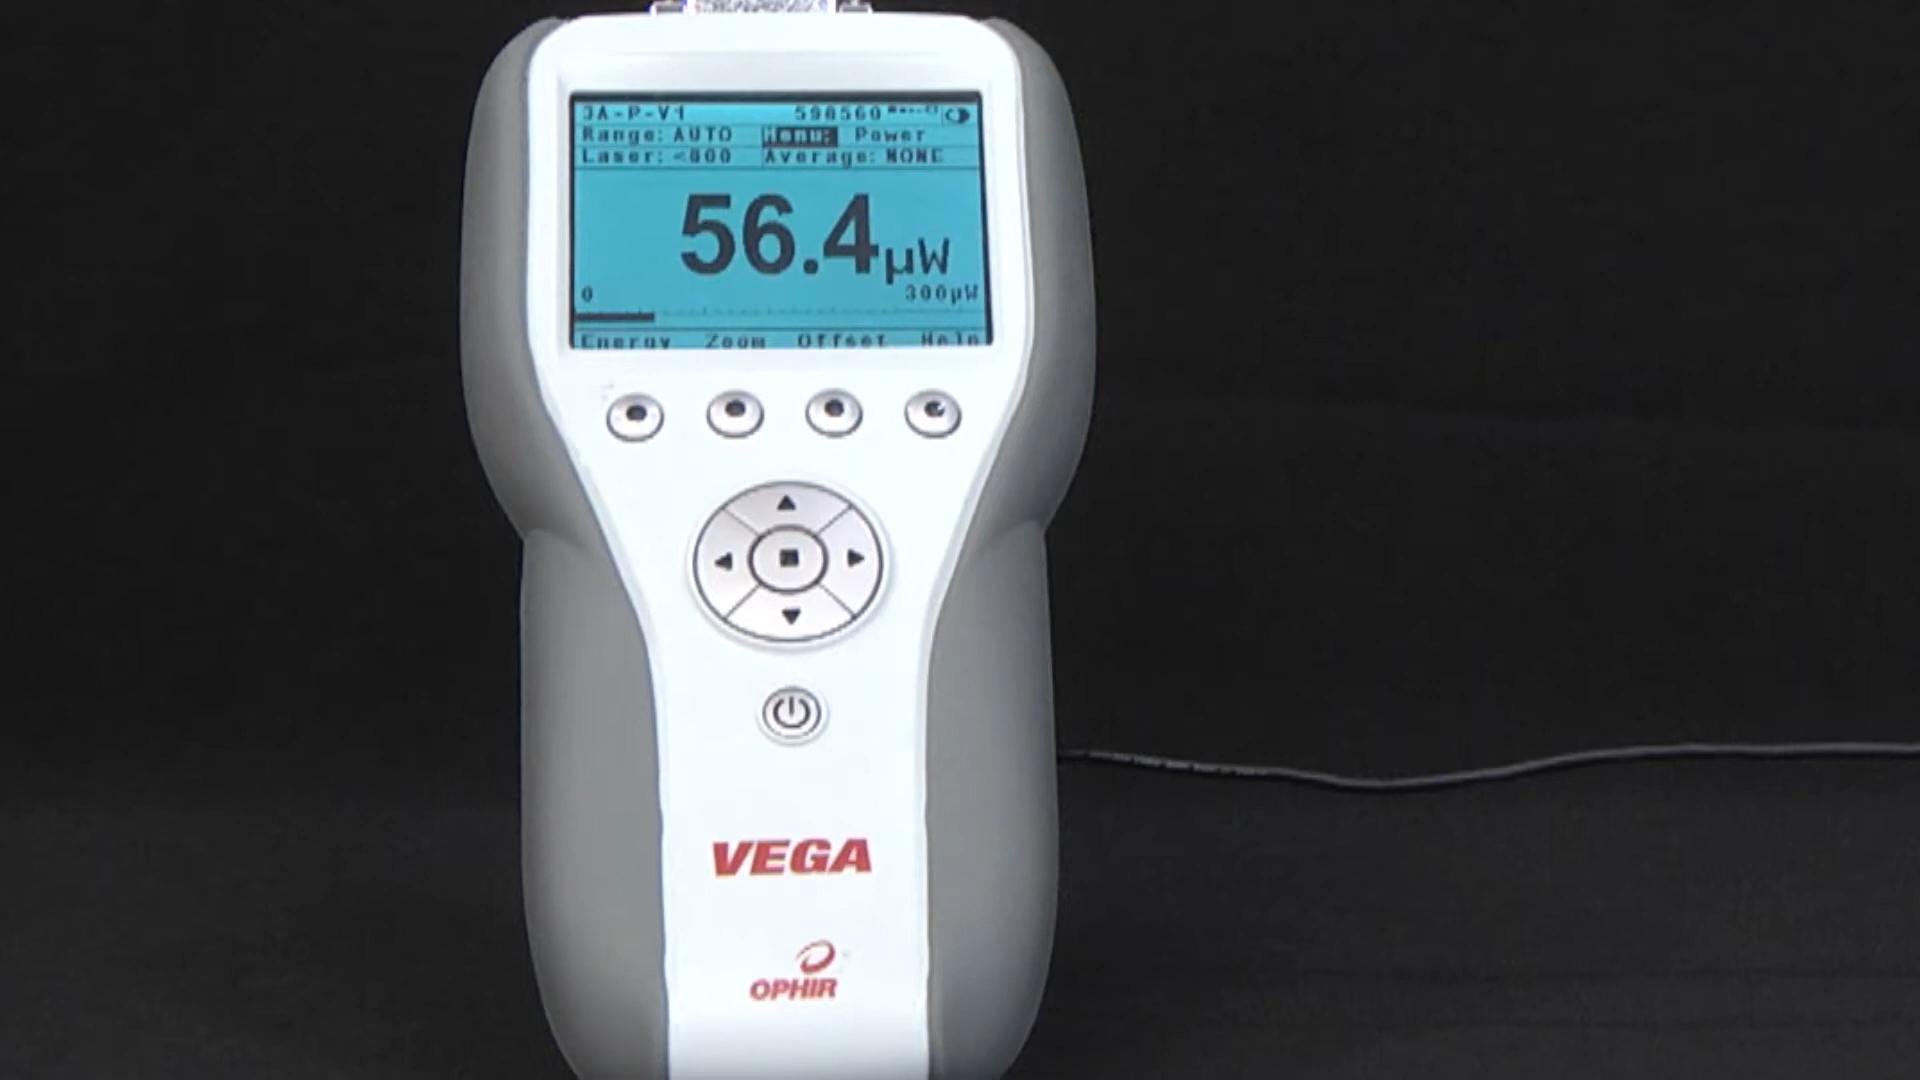 3A-P-V1 598560
Range: AUTO Menu: Power
Laser: <800 Average: NONE
56.4µW
0 300µW
Energy Zoom Offset Help
VEGA
OPHIR